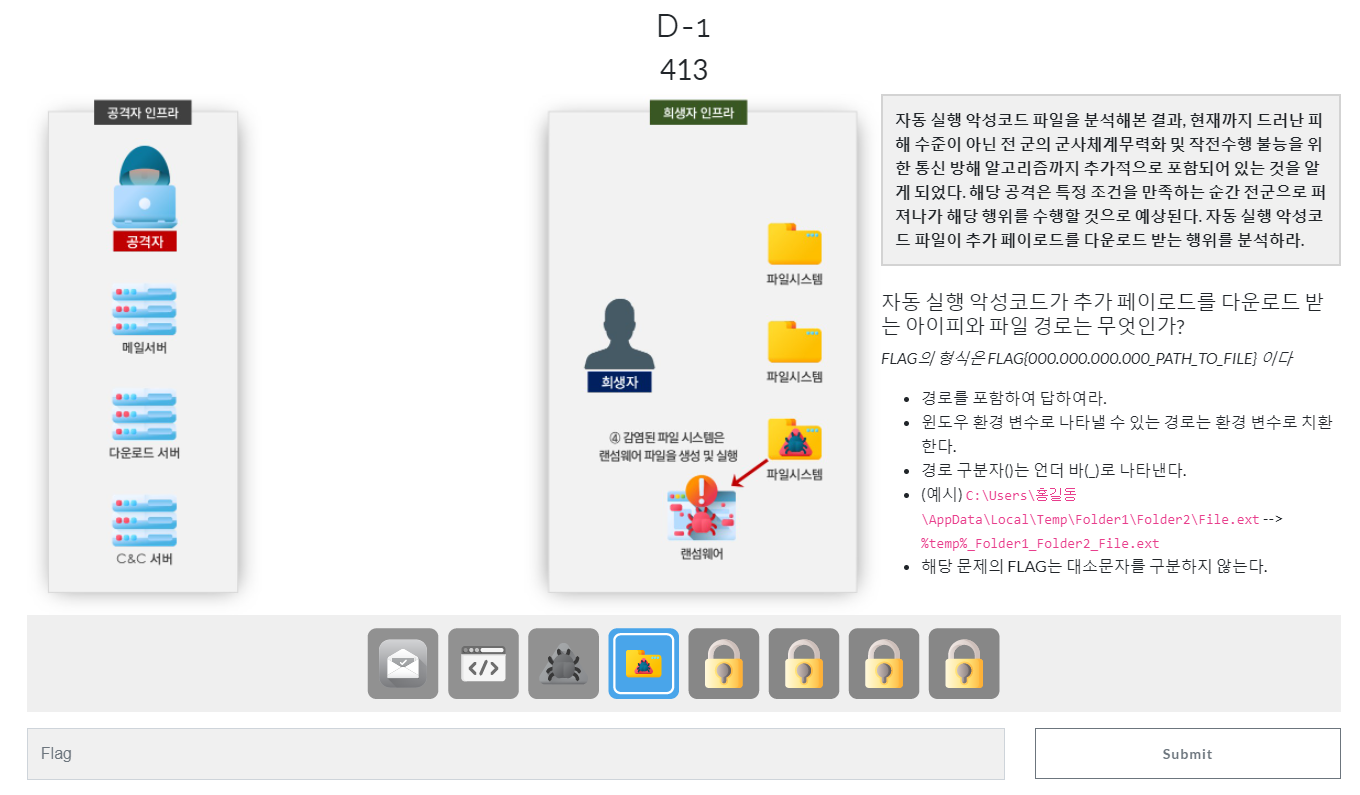 D-1
413
공격자 인프라
공격자
메일서버
다운로드 서버
C&C 서버
희생자 인프라
파일시스템
파일시스템
희생자
④ 감염된 파일 시스템은
랜섬웨어 파일을 생성 및 실행
파일시스템
랜섬웨어
자동 실행 악성코드 파일을 분석해본 결과, 현재까지 드러난 피
해 수준이 아닌 전 군의 군사체계무력화 및 작전수행 불능을 위
한 통신 방해 알고리즘까지 추가적으로 포함되어 있는 것을 알
게 되었다. 해당 공격은 특정 조건을 만족하는 순간 전군으로 퍼
져나가 해당 행위를 수행할 것으로 예상된다. 자동 실행 악성코
드 파일이 추가 페이로드를 다운로드 받는 행위를 분석하라.
자동 실행 악성코드가 추가 페이로드를 다운로드 받
는 아이피와 파일 경로는 무엇인가?
FLAG의 형식은 FLAG{000.000.000.000_PATH_TO_FILE} 이다
• 경로를 포함하여 답하여라.
• 윈도우 환경 변수로 나타낼 수 있는 경로는 환경 변수로 치환
한다.
• 경로 구분자()는 언더 바(_)로 나타낸다.
• (예시) C:\Users\홍길동
\AppData\Local\Temp\Folder1\Folder2\File.ext -->
%temp%_Folder1_Folder2_File.ext
• 해당 문제의 FLAG는 대소문자를 구분하지 않는다.
Flag
Submit